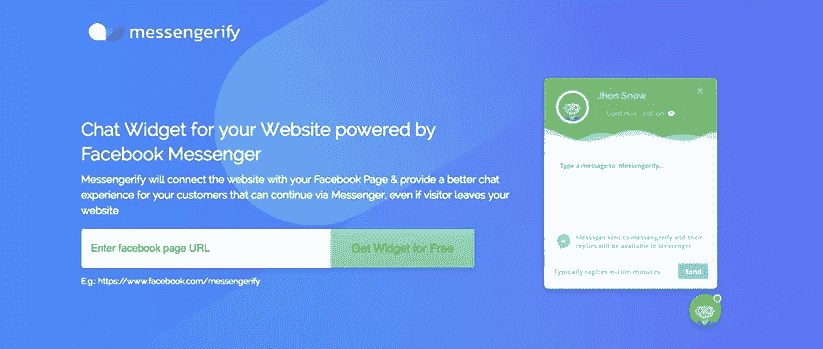 messengerify
Chat Widget for your Website powered by
Facebook Messenger
Messengerify will connect the website with your Facebook Page & provide a better chat
experience for your customers that can continue via Messenger, even if visitor leaves your
website
Enter facebook page URL
Get Widget for Free
E.g.: https://www.facebook.com/messengerify
Jhon Snow
Type a message to Messengerify...
Messages sent to messengerify and their
replies will be available in Messenger
Typically replies within minutes
Send